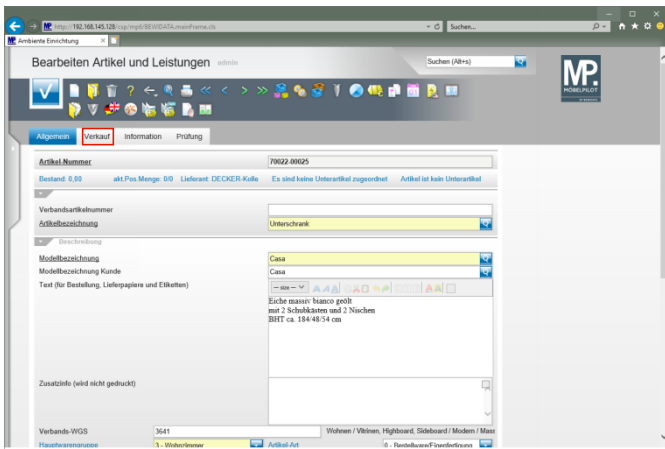 http://192.168.145.128/csp/mpli/BEWIDATA.mainFrame.cls
Suchen...
Ambiente Einrichtung
Bearbeiten Artikel und Leistungen admin
Suchen (Alt+s)
MP.
MÖBELPILOT
Allgemein Verkauf Information Prüfung
Artikel-Nummer 70022-00025
Bestand: 0,00 akt.Pos.Menge: 0/0 Lieferant: DECKER-Kolle Es sind keine Unterartikel zugeordnet Artikel ist kein Unterartikel
Verbandsartikelnummer
Artikelbezeichnung Unterschrank
Beschreibung
Modellbezeichnung Casa
Modellbezeichnung Kunde Casa
Text (für Bestellung, Lieferpapiere und Etiketten) -- size --
Eiche massiv bianco geölt
mit 2 Schubkästen und 2 Nischen
BHT ca. 184/48/54 cm
Zusatzinfo (wird nicht gedruckt)
Verbands-WGS 3641 Wohnen / Vitrinen, Highboard, Sideboard / Modern / Mass
Hauptwarengruppe 3 - Wohnzimmer Artikel-Art 0 - Bestellware/Eigenfertigung